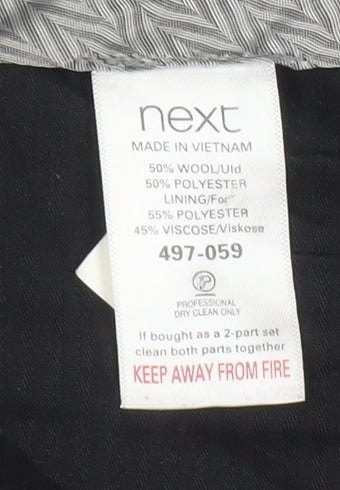 next
MADE IN VIETNAM
50% WOOL/Uld
50% POLYESTER
LINING/For
55% POLYESTER
45% VISCOSE/Viskose
497-059
P
PROFESSIONAL
DRY CLEAN ONLY
If bought as a 2-part set
clean both parts together
KEEP AWAY FROM FIRE